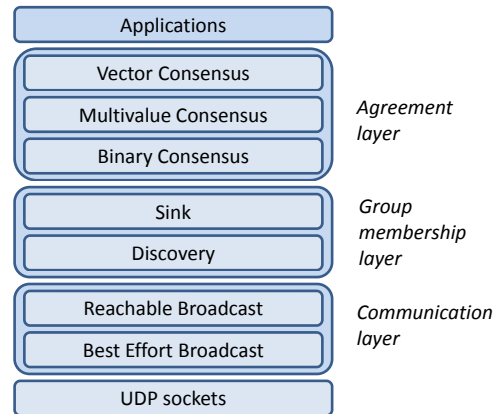 Applications
Vector Consensus
Multivalue Consensus
Binary Consensus
Agreement
layer
Sink
Discovery
Group
membership
layer
Reachable Broadcast
Best Effort Broadcast
Communication
layer
UDP sockets